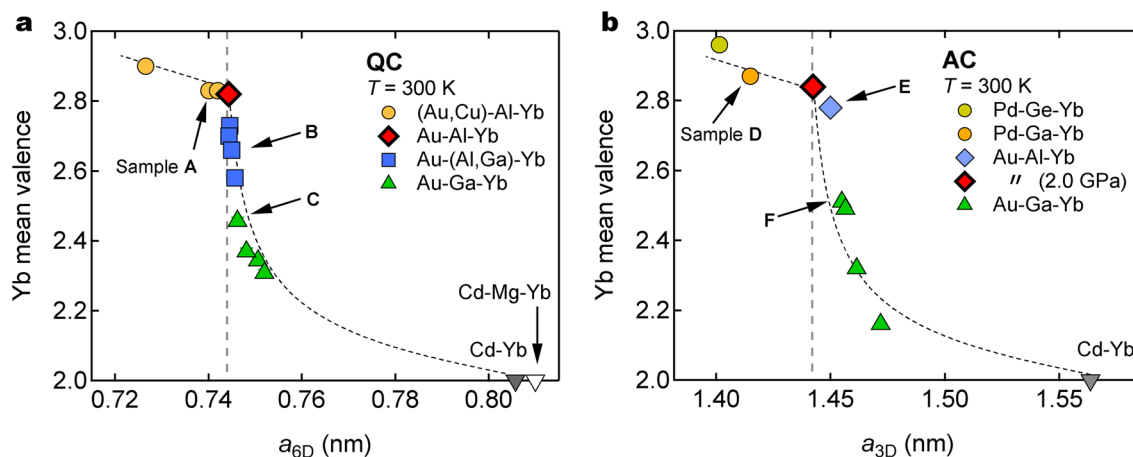 a
QC
T = 300 K
(Au,Cu)-Al-Yb
Au-Al-Yb
Au-(Al,Ga)-Yb
Au-Ga-Yb
Sample A
B
C
Cd-Mg-Yb
Cd-Yb
3.0
2.8
2.6
2.4
2.2
2.0
Yb mean valence
0.72
0.74
0.76
0.78
0.80
a6D (nm)
b
AC
T = 300 K
Pd-Ge-Yb
Pd-Ga-Yb
Au-Al-Yb
〃 (2.0 GPa)
Au-Ga-Yb
E
Sample D
F
Cd-Yb
3.0
2.8
2.6
2.4
2.2
2.0
Yb mean valence
1.40
1.45
1.50
1.55
a3D (nm)